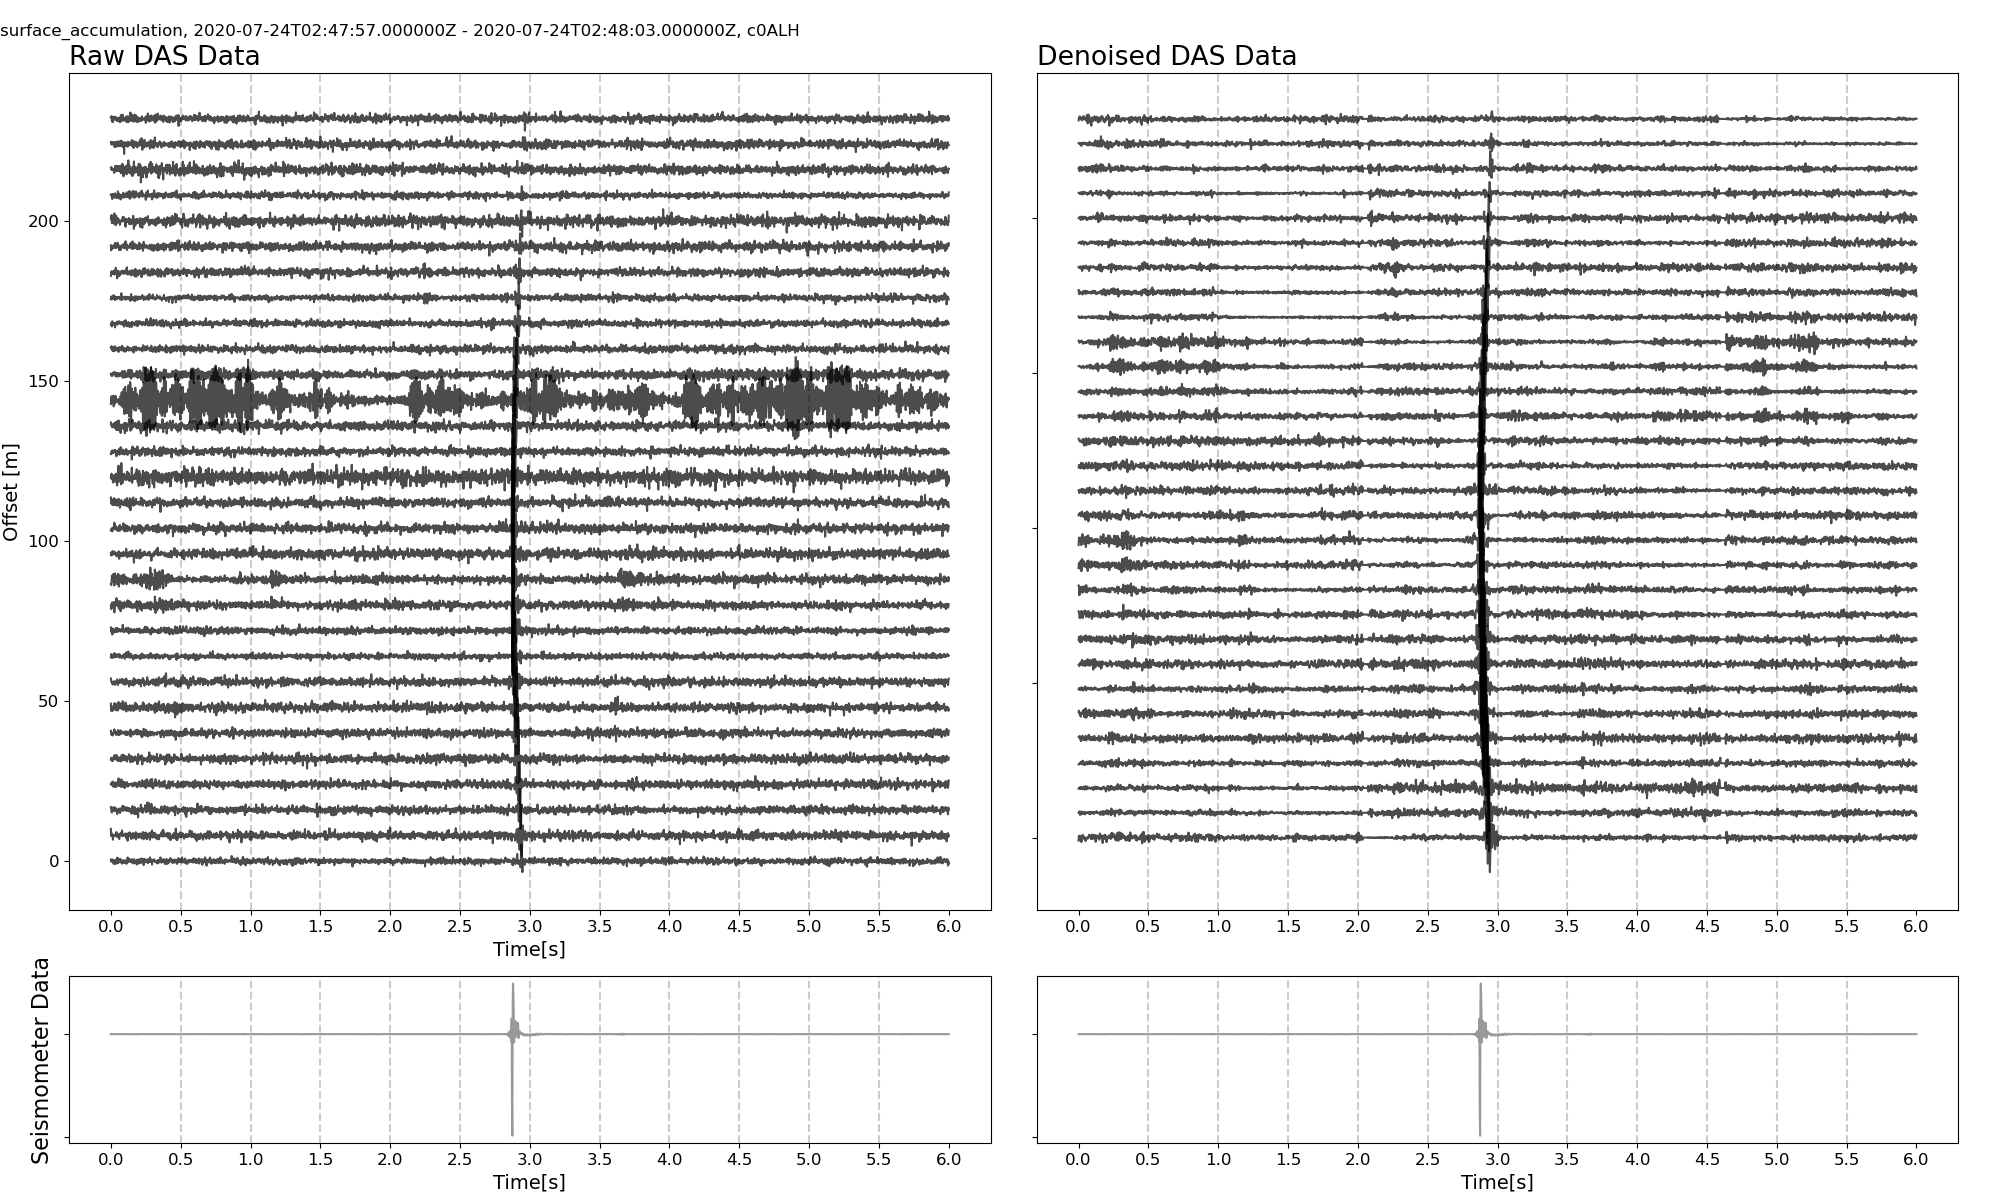 surface_accumulation, 2020-07-24T02:47:57.000000Z - 2020-07-24T02:48:03.000000Z, c0ALH
Raw DAS Data
Denoised DAS Data
Offset [m]
200
150
100
50
0
0.0 0.5 1.0 1.5 2.0 2.5 3.0 3.5 4.0 4.5 5.0 5.5 6.0
Time[s]
0.0 0.5 1.0 1.5 2.0 2.5 3.0 3.5 4.0 4.5 5.0 5.5 6.0
Seismometer Data
0.0 0.5 1.0 1.5 2.0 2.5 3.0 3.5 4.0 4.5 5.0 5.5 6.0
Time[s]
0.0 0.5 1.0 1.5 2.0 2.5 3.0 3.5 4.0 4.5 5.0 5.5 6.0
Time[s]